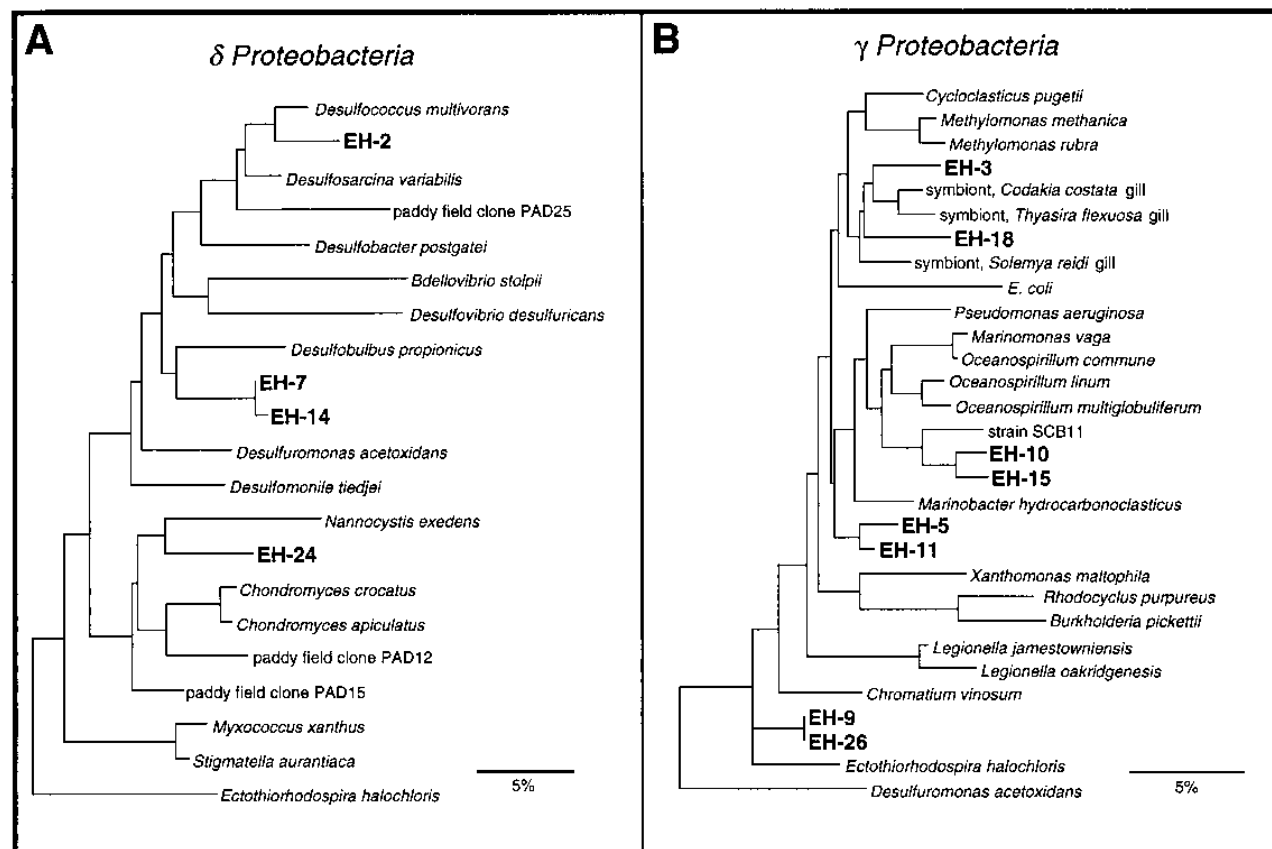 A
δ Proteobacteria
Desulfococcus multivorans
EH-2
Desulfosarcina variabilis
paddy field clone PAD25
Desulfobacter postgatei
Bdellovibrio stolpii
Desulfovibrio desulfuricans
Desulfobulbus propionicus
EH-7
EH-14
Desulfuromonas acetoxidans
Desulfomonile tiedjei
Nannocystis exedens
EH-24
Chondromyces crocatus
Chondromyces apiculatus
paddy field clone PAD12
paddy field clone PAD15
Myxococcus xanthus
Stigmatella aurantiaca
Ectothiorhodospira halochloris
5%
B
γ Proteobacteria
Cycloclasticus pugetii
Methylomonas methanica
Methylomonas rubra
EH-3
symbiont, Codakia costata gill
symbiont, Thyasira flexuosa gill
EH-18
symbiont, Solemya reidi gill
E. coli
Pseudomonas aeruginosa
Marinomonas vaga
Oceanospirillum commune
Oceanospirillum linum
Oceanospirillum multiglobuliferum
strain SCB11
EH-10
EH-15
Marinobacter hydrocarbonoclasticus
EH-5
EH-11
Xanthomonas maltophila
Rhodocyclus purpureus
Burkholderia pickettii
Legionella jamestowniensis
Legionella oakridgenesis
Chromatium vinosum
EH-9
EH-26
Ectothiorhodospira halochloris
Desulfuromonas acetoxidans
5%